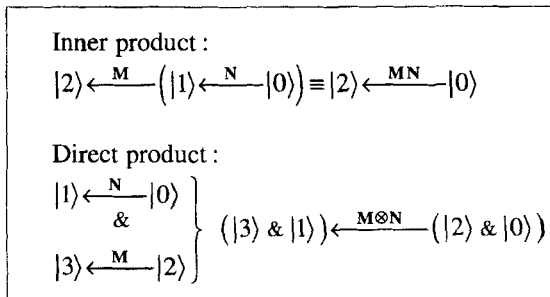 Inner product :
|2⟩ ←M— (|1⟩ ←N— |0⟩) ≡ |2⟩ ←MN— |0⟩
Direct product :
|1⟩ ←N— |0⟩
&
|3⟩ ←M— |2⟩
} (|3⟩ & |1⟩) ←M⊗N— (|2⟩ & |0⟩)